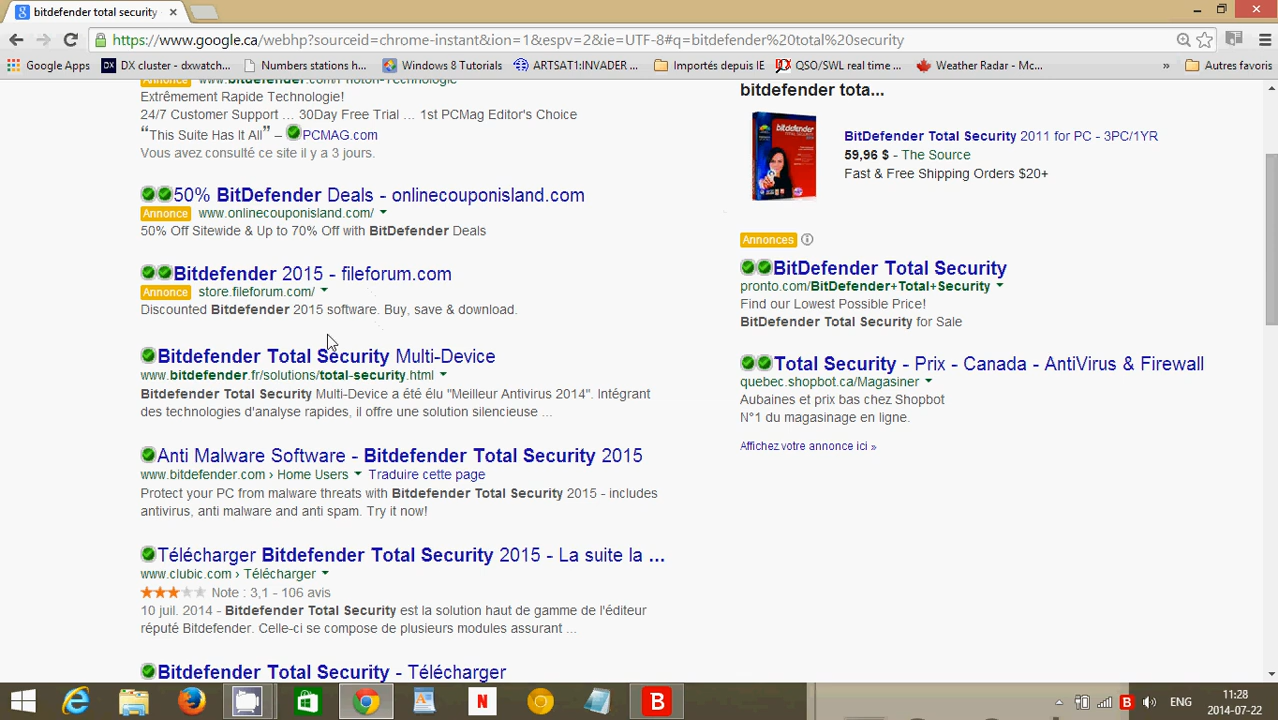 bitdefender total security
https://www.google.ca/webhp?sourceid=chrome-instant&ion=1&espv=2&ie=UTF-8#q=bitdefender%20total%20security
Google Apps
DX cluster - dxwatch...
Numbers stations h...
Windows 8 Tutorials
ARTSAT1:INVADER ...
Importés depuis IE
QSO/SWL real time ...
Weather Radar - Mc...
»
Autres favoris
Extrêmement Rapide Technologie!
24/7 Customer Support ... 30Day Free Trial ... 1st PCMag Editor's Choice
“This Suite Has It All” – PCMAG.com
Vous avez consulté ce site il y a 3 jours.
50% BitDefender Deals - onlinecouponisland.com
Annonce www.onlinecouponisland.com/
50% Off Sitewide & Up to 70% Off with BitDefender Deals
Bitdefender 2015 - fileforum.com
Annonce store.fileforum.com/
Discounted Bitdefender 2015 software. Buy, save & download.
Bitdefender Total Security Multi-Device
www.bitdefender.fr/solutions/total-security.html
Bitdefender Total Security Multi-Device a été élu "Meilleur Antivirus 2014". Intégrant
des technologies d'analyse rapides, il offre une solution silencieuse ...
Anti Malware Software - Bitdefender Total Security 2015
www.bitdefender.com › Home Users Traduire cette page
Protect your PC from malware threats with Bitdefender Total Security 2015 - includes
antivirus, anti malware and anti spam. Try it now!
Télécharger Bitdefender Total Security 2015 - La suite la ...
www.clubic.com › Télécharger
Note : 3,1 - 106 avis
10 juil. 2014 - Bitdefender Total Security est la solution haut de gamme de l'éditeur
réputé Bitdefender. Celle-ci se compose de plusieurs modules assurant ...
Bitdefender Total Security - Télécharger
bitdefender tota...
bitdefender
BitDefender Total Security 2011 for PC - 3PC/1YR
59,96 $ - The Source
Fast & Free Shipping Orders $20+
Annonces
BitDefender Total Security
pronto.com/BitDefender+Total+Security
Find our Lowest Possible Price!
BitDefender Total Security for Sale
Total Security - Prix - Canada - AntiVirus & Firewall
quebec.shopbot.ca/Magasiner
Aubaines et prix bas chez Shopbot
N°1 du magasinage en ligne.
Affichez votre annonce ici »
N
B
B
ENG
11:28
2014-07-22